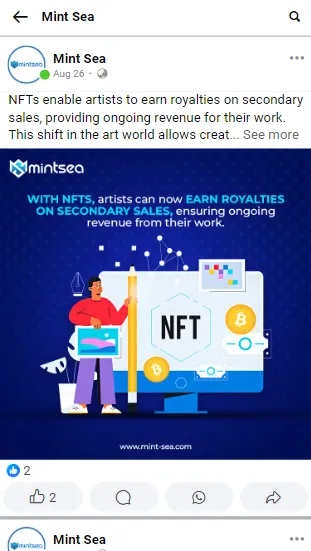 Mint Sea
mintsea
Mint Sea
Aug 26 ·
NFTs enable artists to earn royalties on secondary
sales, providing ongoing revenue for their work.
This shift in the art world allows creat... See more
mintsea
WITH NFTS, artists can now EARN ROYALTIES
ON SECONDARY SALES, ensuring ongoing
revenue from their work.
NFT
www.mint-sea.com
2
2
mintsea
Mint Sea